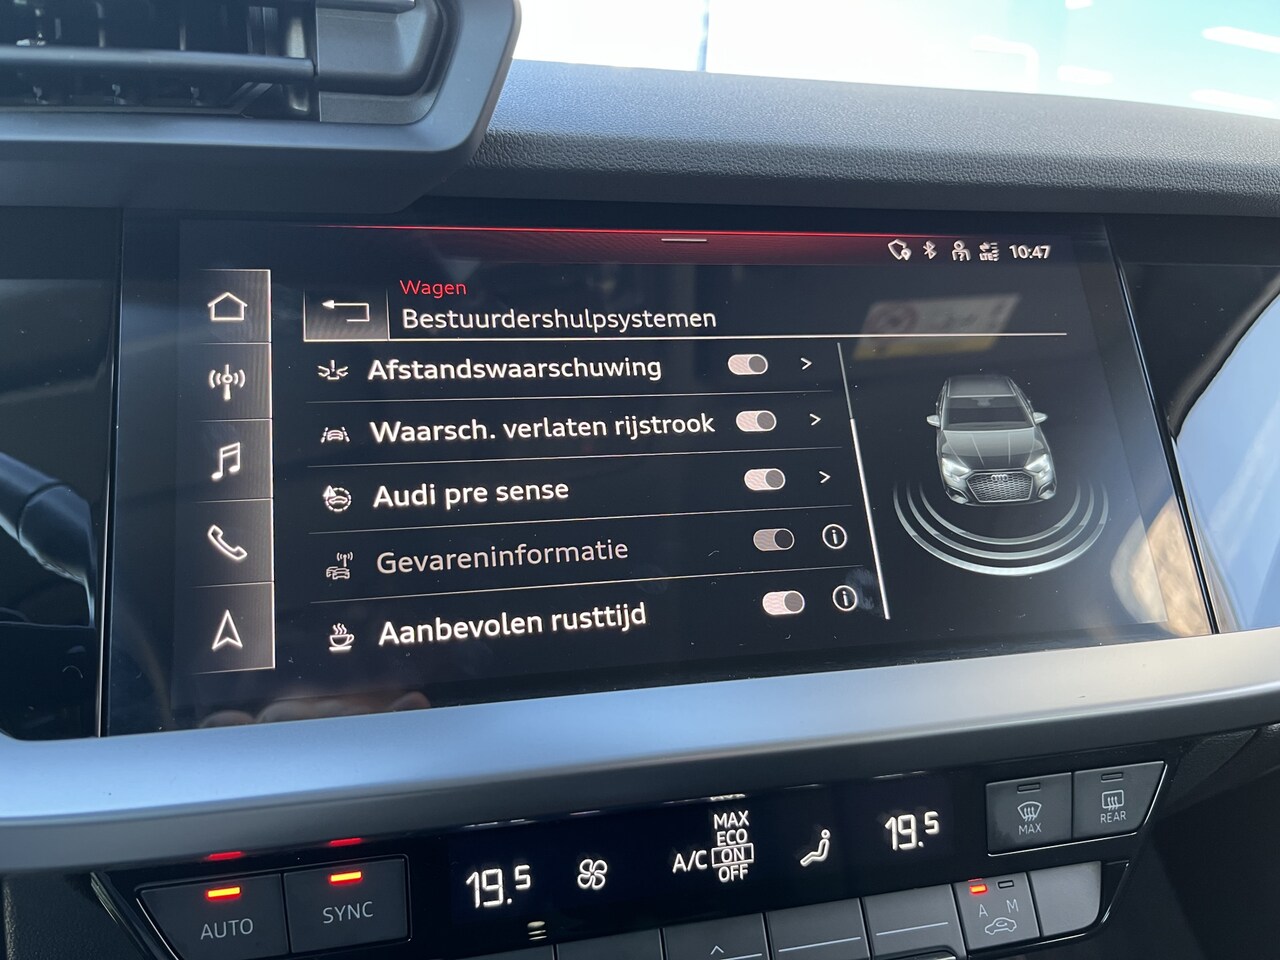 LTE
10:47
Wagen
Bestuurdershulpsystemen
Afstandswaarschuwing
Waarsch. verlaten rijstrook
Audi pre sense
Gevareninformatie
i
Aanbevolen rusttijd
i
AUTO
SYNC
19.5
A/C
MAX
ECO
ON
OFF
19.5
MAX
REAR
A M